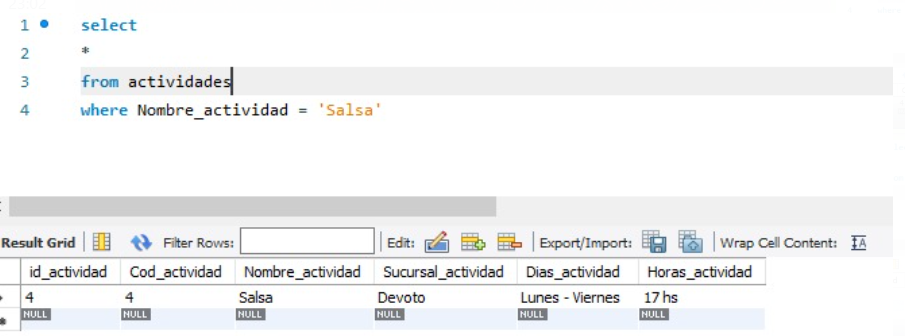 1 select
2 *
3 from actividades
4 where Nombre_actividad = 'Salsa'
Result Grid Filter Rows: Edit: Export/Import: Wrap Cell Content:
id_actividad Cod_actividad Nombre_actividad Sucursal_actividad Dias_actividad Horas_actividad
4 4 Salsa Devoto Lunes - Viernes 17 hs
NULL NULL NULL NULL NULL NULL